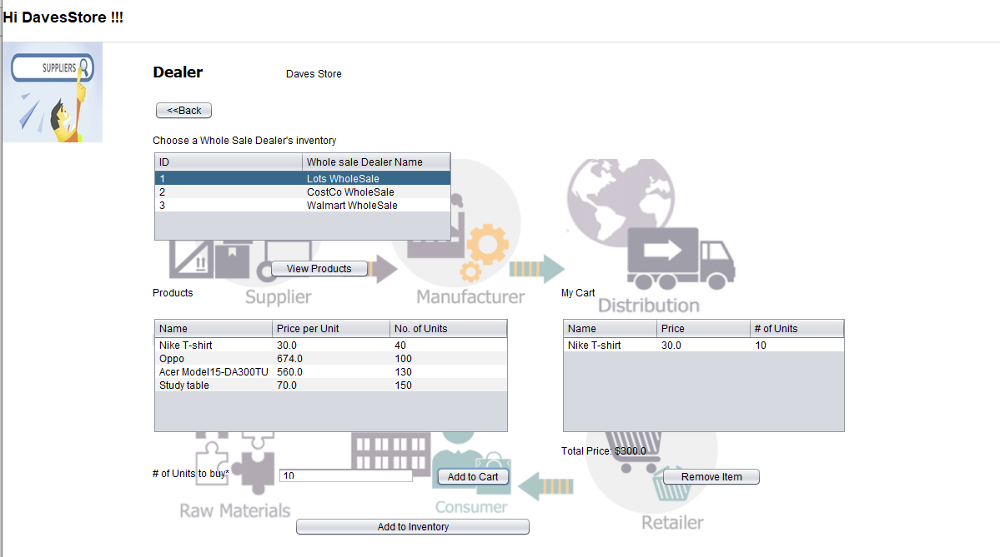 Hi DavesStore !!!
SUPPLIERS
Dealer Daves Store
<<Back
Choose a Whole Sale Dealer's inventory
ID Whole sale Dealer Name
1 Lots WholeSale
2 CostCo WholeSale
3 Walmart WholeSale
View Products
Supplier
Manufacturer
Distribution
Products
Name Price per Unit No. of Units
Nike T-shirt 30.0 40
Oppo 674.0 100
Acer Model15-DA300TU 560.0 130
Study table 70.0 150
My Cart
Name Price # of Units
Nike T-shirt 30.0 10
Total Price: $300.0
# of Units to buy* 10
Add to Cart
Remove Item
Raw Materials
Consumer
Retailer
Add to Inventory